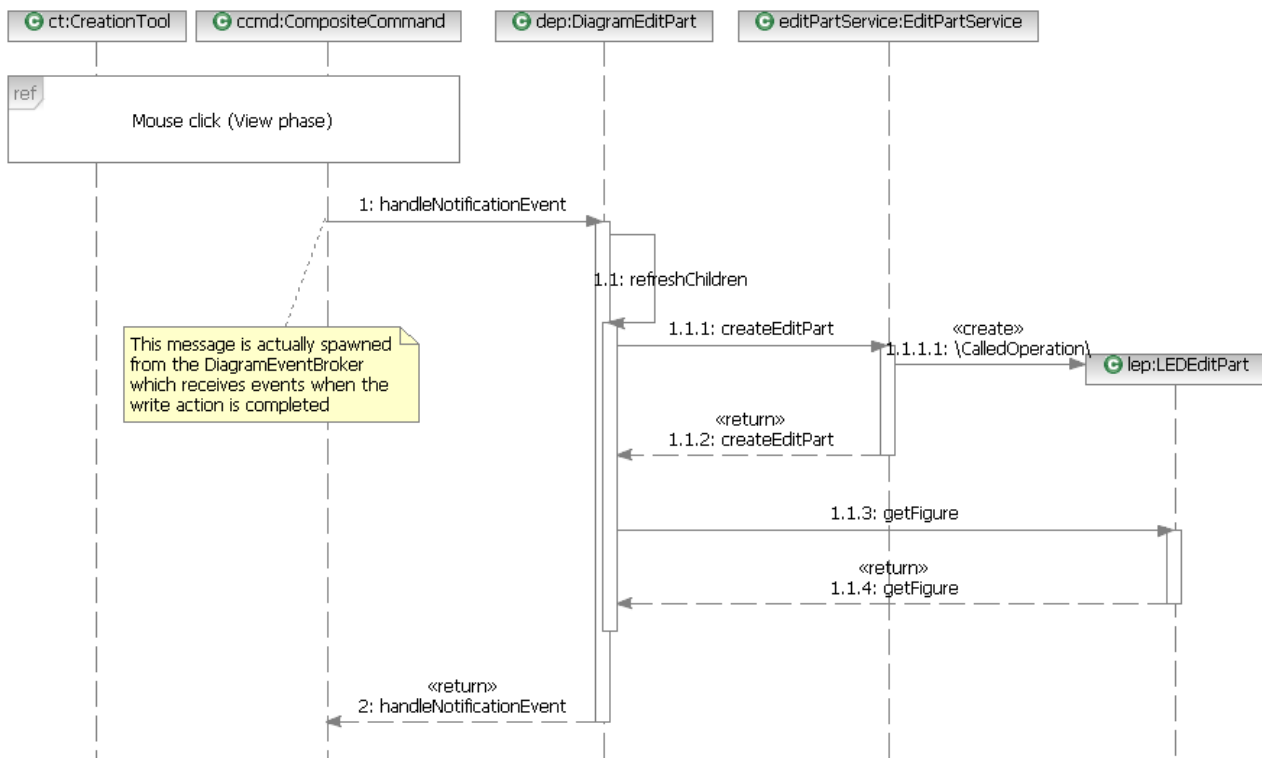 ct:CreationTool
ccmd:CompositeCommand
dep:DiagramEditPart
editPartService:EditPartService
ref
Mouse click (View phase)
1: handleNotificationEvent
1.1: refreshChildren
This message is actually spawned
from the DiagramEventBroker
which receives events when the
write action is completed
1.1.1: createEditPart
«create»
1.1.1.1: \CalledOperation\
lep:LEDEditPart
«return»
1.1.2: createEditPart
1.1.3: getFigure
«return»
1.1.4: getFigure
«return»
2: handleNotificationEvent